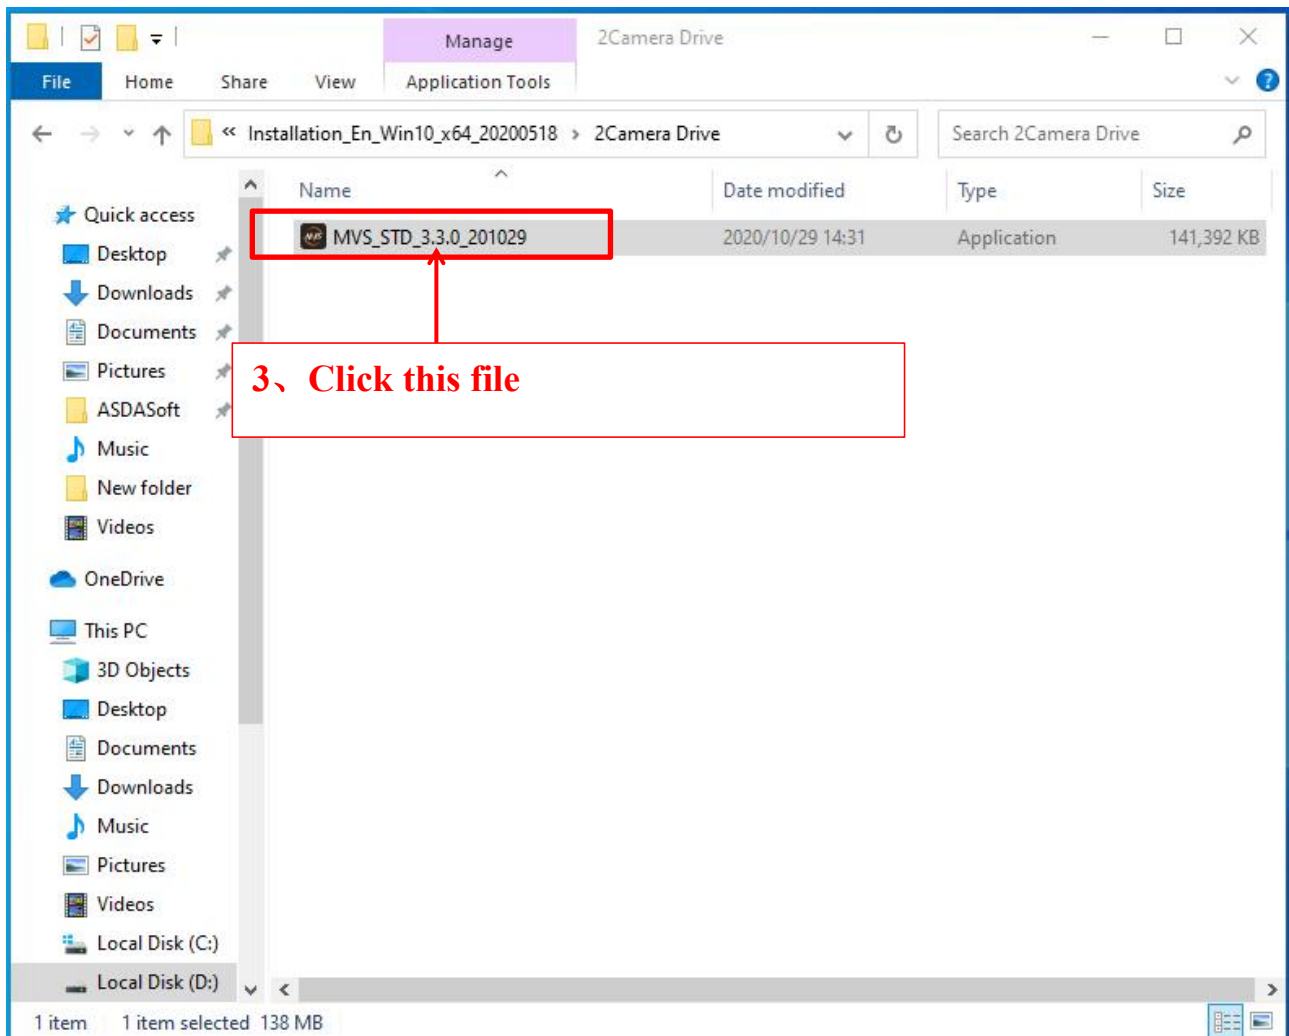 Manage
2Camera Drive
File Home Share View Application Tools
« Installation_En_Win10_x64_20200518 › 2Camera Drive
Search 2Camera Drive
Name Date modified Type Size
MVS_STD_3.3.0_201029 2020/10/29 14:31 Application 141,392 KB
3、Click this file
Quick access
Desktop
Downloads
Documents
Pictures
ASDASoft
Music
New folder
Videos
OneDrive
This PC
3D Objects
Desktop
Documents
Downloads
Music
Pictures
Videos
Local Disk (C:)
Local Disk (D:)
1 item 1 item selected 138 MB